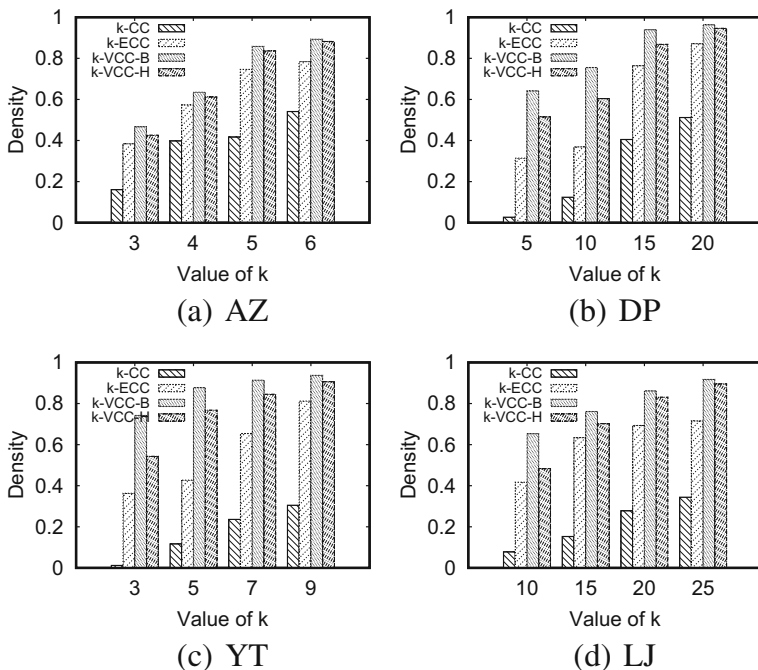 1
0.8
0.6
0.4
0.2
0
Density
k-CC
k-ECC
k-VCC-B
k-VCC-H
3 4 5 6
Value of k
(a) AZ
1
0.8
0.6
0.4
0.2
0
Density
k-CC
k-ECC
k-VCC-B
k-VCC-H
5 10 15 20
Value of k
(b) DP
1
0.8
0.6
0.4
0.2
0
Density
k-CC
k-ECC
k-VCC-B
k-VCC-H
3 5 7 9
Value of k
(c) YT
1
0.8
0.6
0.4
0.2
0
Density
k-CC
k-ECC
k-VCC-B
k-VCC-H
10 15 20 25
Value of k
(d) LJ